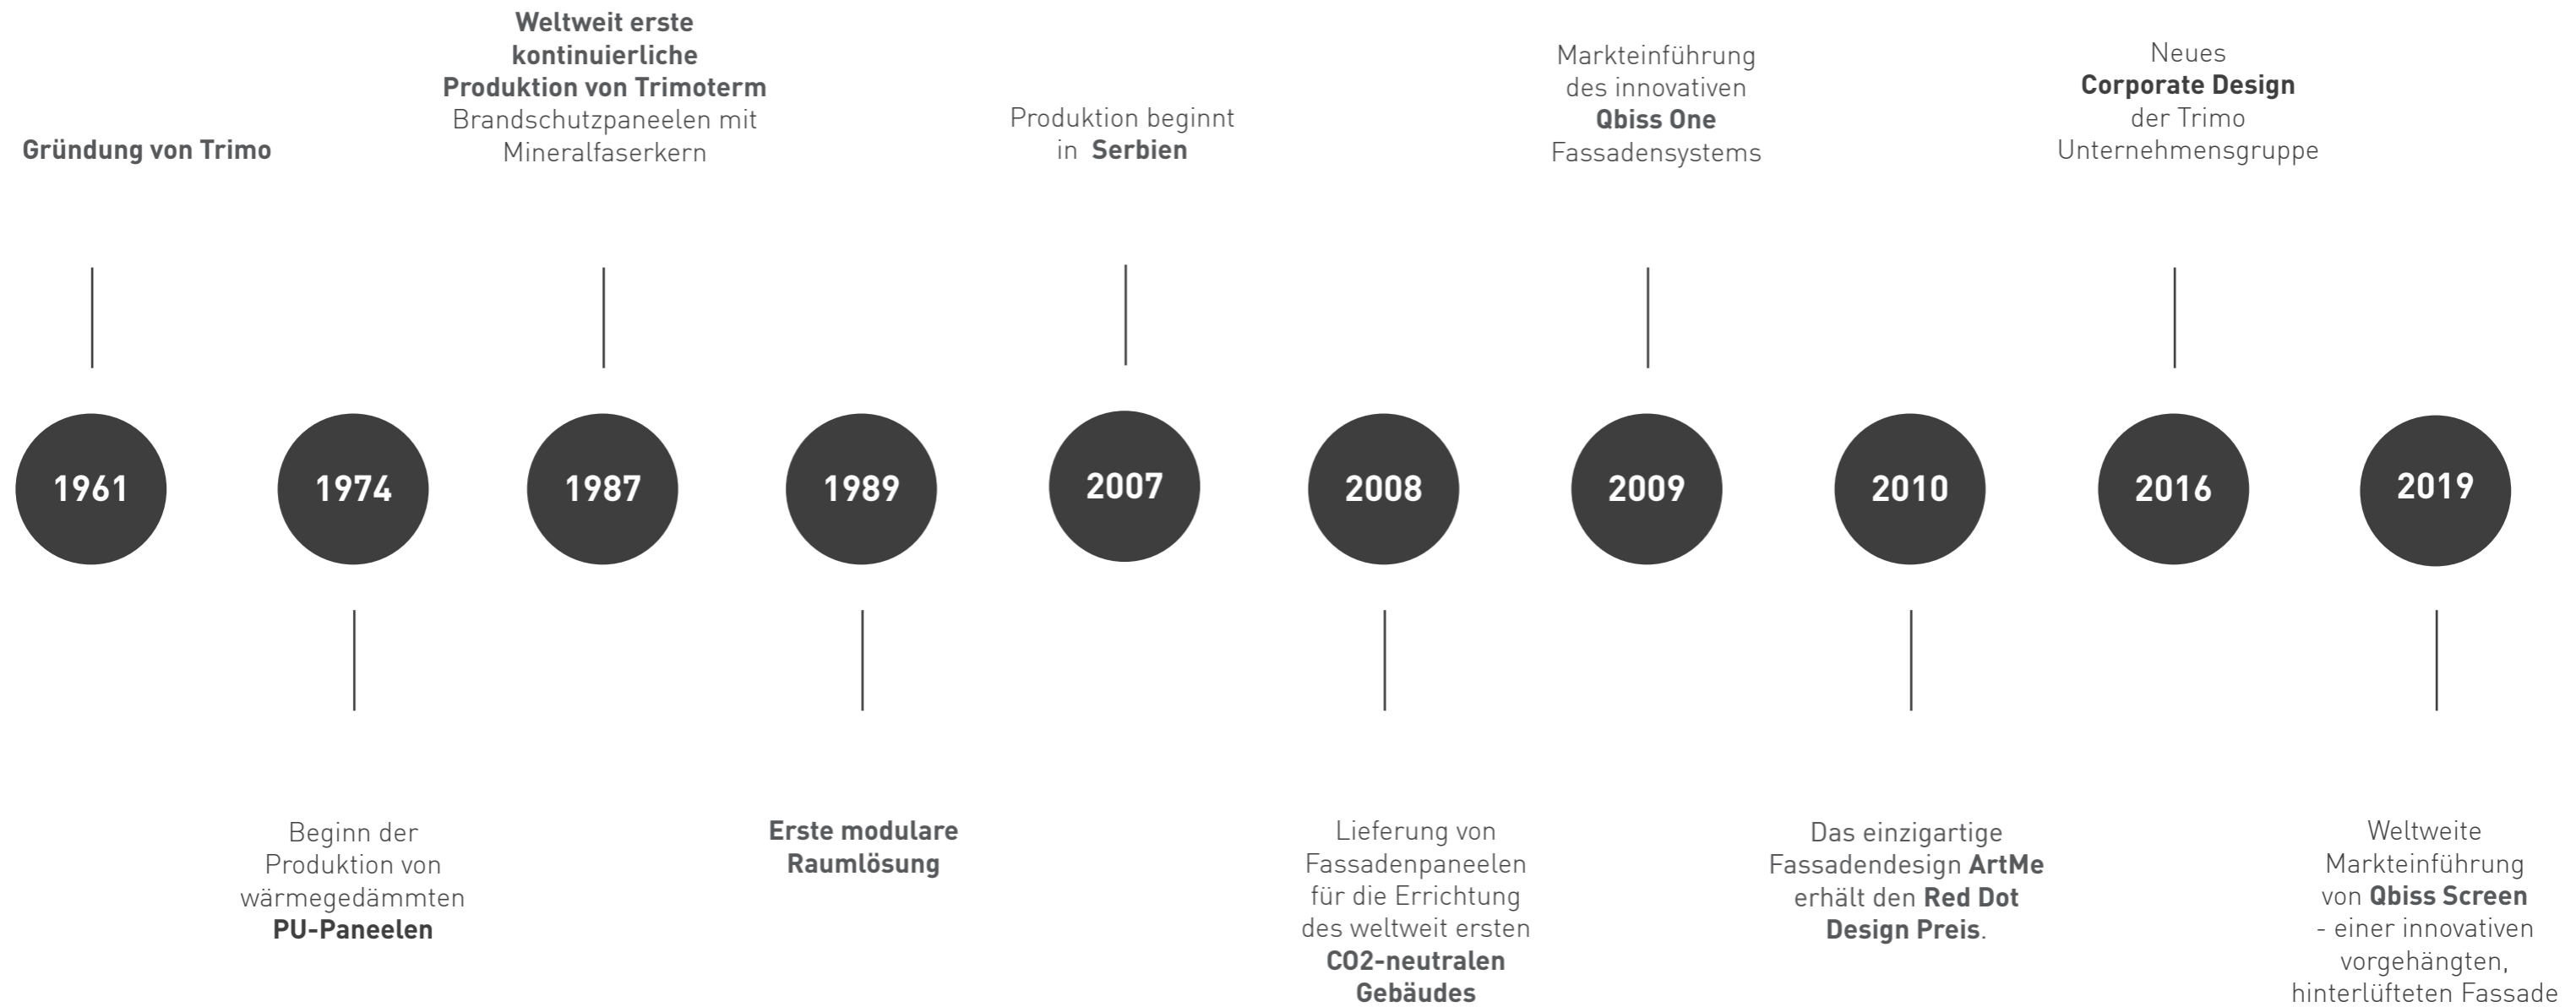 Gründung von Trimo
Weltweit erste
kontinuierliche
Produktion von Trimoterm
Brandschutzpaneelen mit
Mineralfaserkern
Produktion beginnt
in Serbien
Markteinführung
des innovativen
Qbiss One
Fassadensystems
Neues
Corporate Design
der Trimo
Unternehmensgruppe
1961
1974
1987
1989
2007
2008
2009
2010
2016
2019
Beginn der
Produktion von
wärmegedämmten
PU-Paneelen
Erste modulare
Raumlösung
Lieferung von
Fassadenpaneelen
für die Errichtung
des weltweit ersten
CO2-neutralen
Gebäudes
Das einzigartige
Fassadendesign ArtMe
erhält den Red Dot
Design Preis.
Weltweite
Markteinführung
von Qbiss Screen
- einer innovativen
vorgehängten,
hinterlüfteten Fassade